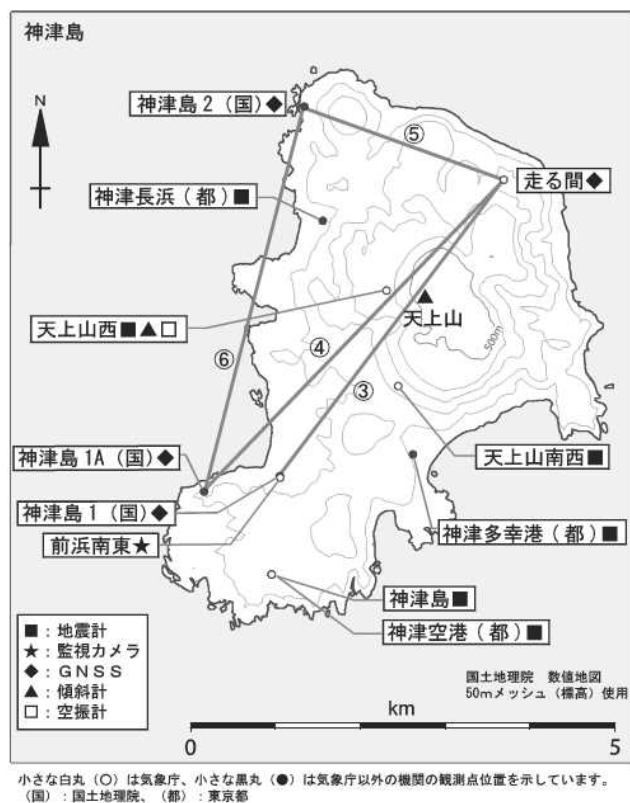 神津島
N
神津島2(国)◆
⑤
走る間◆
神津長浜(都)■
天上山西■▲□
天上山
500m
⑥
④
③
神津島1A(国)◆
天上山南西■
神津島1(国)◆
前浜南東★
神津多幸港(都)■
神津島■
神津空港(都)■
■:地震計
★:監視カメラ
◆:GNSS
▲:傾斜計
□:空振計
国土地理院 数値地図
50mメッシュ(標高)使用
km
0 5
小さな白丸(○)は気象庁、小さな黒丸(●)は気象庁以外の機関の観測点位置を示しています。
(国):国土地理院、(都):東京都